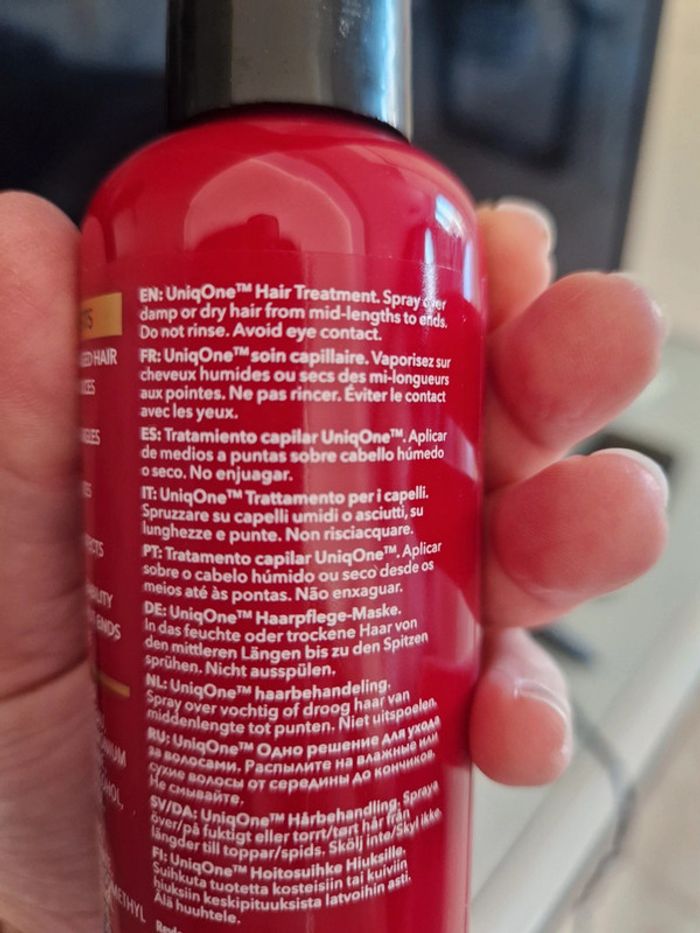 EN: UniqOne™ Hair Treatment. Spray over
damp or dry hair from mid-lengths to ends.
Do not rinse. Avoid eye contact.
FR: UniqOne™ soin capillaire. Vaporisez sur
cheveux humides ou secs des mi-longueurs
aux pointes. Ne pas rincer. Éviter le contact
avec les yeux.
ES: Tratamiento capilar UniqOne™. Aplicar
de medios a puntas sobre cabello húmedo
o seco. No enjuagar.
IT: UniqOne™ Trattamento per i capelli.
Spruzzare su capelli umidi o asciutti, su
lunghezze e punte. Non risciacquare.
PT: Tratamento capilar UniqOne™. Aplicar
sobre o cabelo húmido ou seco desde os
meios até às pontas. Não enxaguar.
DE: UniqOne™ Haarpflege-Maske.
In das feuchte oder trockene Haar von
den mittleren Längen bis zu den Spitzen
sprühen. Nicht ausspülen.
NL: UniqOne™ haarbehandeling.
Spray over vochtig of droog haar van
middenlengte tot punten. Niet uitspoelen.
RU: UniqOne™ Одно решение для ухода
за волосами. Распылите на влажные или
сухие волосы от середины до кончиков.
Не смывайте.
SV/DA: UniqOne™ Hårbehandling. Spraya
över/på fuktigt eller torrt/tørt hår från
längder till toppar/spids. Skölj inte/Skyl ikke.
FI: UniqOne™ Hoitosuihke Hiuksille.
Suihkuta tuotetta kosteisiin tai kuiviin
hiuksiin keskipituuksista latvoihin asti.
Älä huuhtele.
HAIR
ENDS